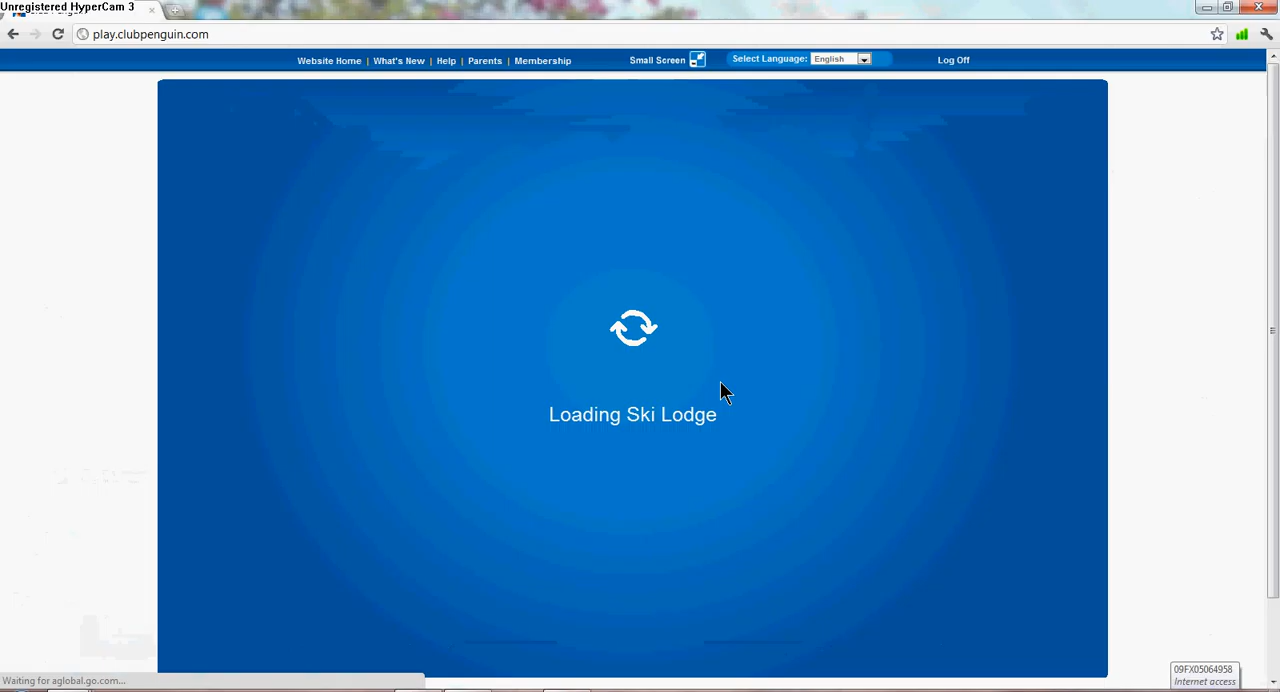 Unregistered HyperCam 3
play.clubpenguin.com
Website Home | What's New | Help | Parents | Membership
Small Screen
Select Language: English
Log Off
Loading Ski Lodge
Waiting for aglobal.go.com...
09FX05064958
Internet access